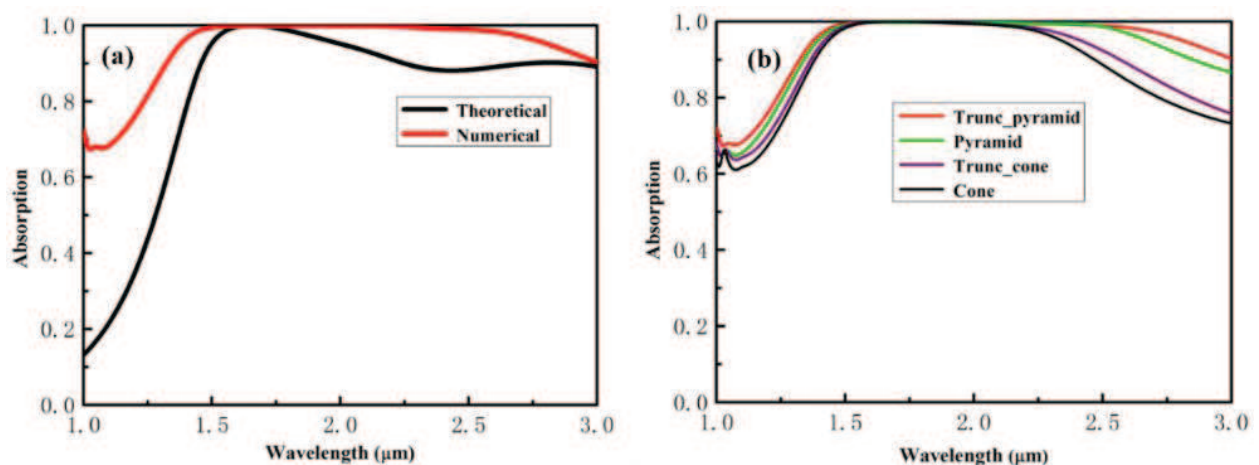 (a)
Absorption
1.0
0.8
0.6
0.4
0.2
0.0
Theoretical
Numerical
1.0 1.5 2.0 2.5 3.0
Wavelength (μm)
(b)
Absorption
1.0
0.8
0.6
0.4
0.2
0.0
Trunc_pyramid
Pyramid
Trunc_cone
Cone
1.0 1.5 2.0 2.5 3.0
Wavelength (μm)